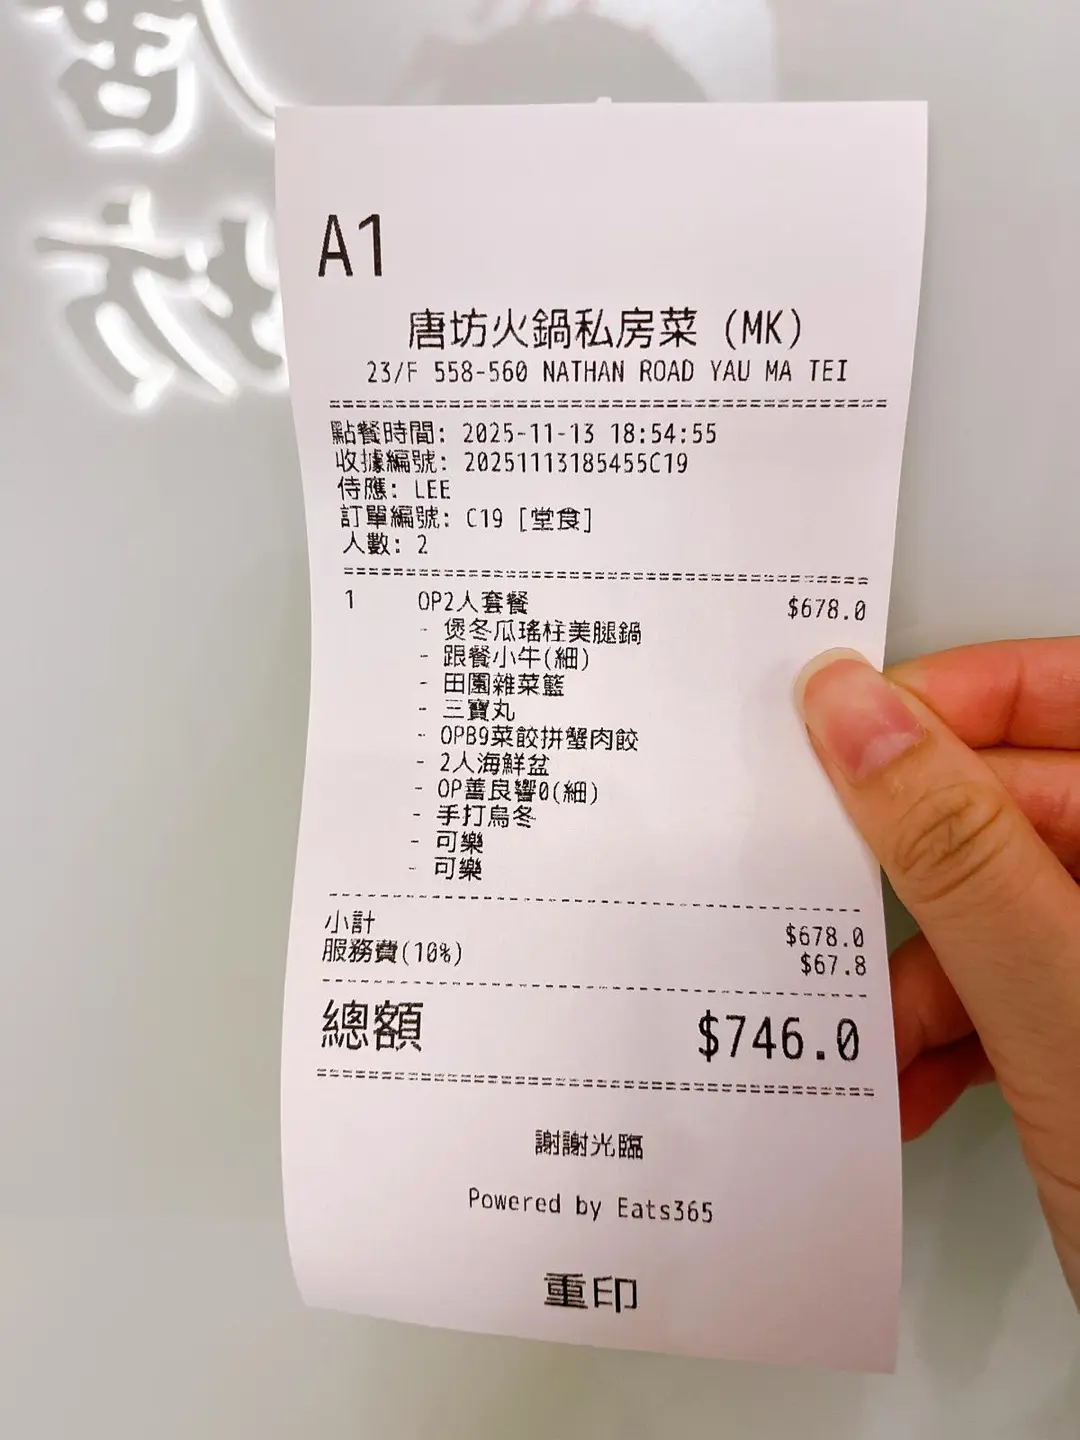 A1
唐坊火鍋私房菜 (MK)
23/F 558-560 NATHAN ROAD YAU MA TEI
點餐時間: 2025-11-13 18:54:55
收據編號: 20251113185455C19
侍應: LEE
訂單編號: C19 [堂食]
人數: 2
1 OP2人套餐 $678.0
- 煲冬瓜瑤柱美腿鍋
- 跟餐小牛(細)
- 田園雜菜籃
- 三寶丸
- OPB9菜餃拼蟹肉餃
- 2人海鮮盆
- OP善良響0(細)
- 手打烏冬
- 可樂
- 可樂
小計 $678.0
服務費(10%) $67.8
總額 $746.0
謝謝光臨
Powered by Eats365
重印